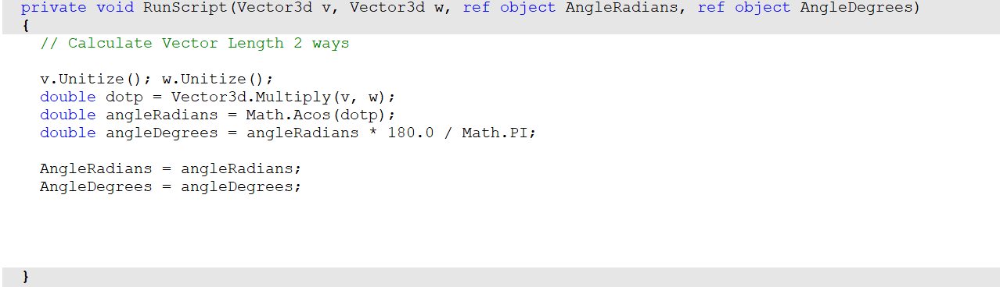 private void RunScript(Vector3d v, Vector3d w, ref object AngleRadians, ref object AngleDegrees)
{
// Calculate Vector Length 2 ways
v.Unitize(); w.Unitize();
double dotp = Vector3d.Multiply(v, w);
double angleRadians = Math.Acos(dotp);
double angleDegrees = angleRadians * 180.0 / Math.PI;
AngleRadians = angleRadians;
AngleDegrees = angleDegrees;
}